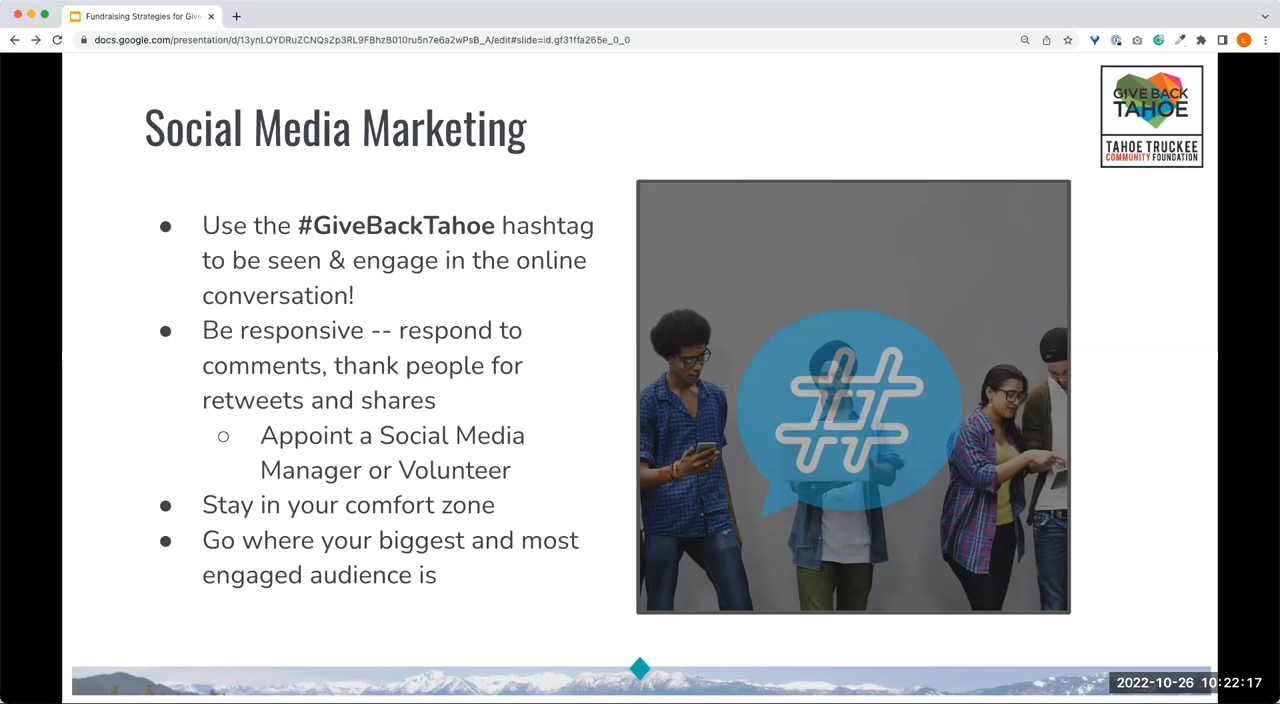 Fundraising Strategies for Giv
docs.google.com/presentation/d/13ynLOYDRuZCNQsZp3RL9FBhzB010ru5n7e6a2wPsB_A/edit#slide=id.gf31ffa265e_0_0
L
GIVE BACK
TAHOE
TAHOE TRUCKEE
COMMUNITY FOUNDATION
Social Media Marketing
● Use the #GiveBackTahoe hashtag
to be seen & engage in the online
conversation!
● Be responsive -- respond to
comments, thank people for
retweets and shares
○ Appoint a Social Media
Manager or Volunteer
● Stay in your comfort zone
● Go where your biggest and most
engaged audience is
#
2022-10-26 10:22:17